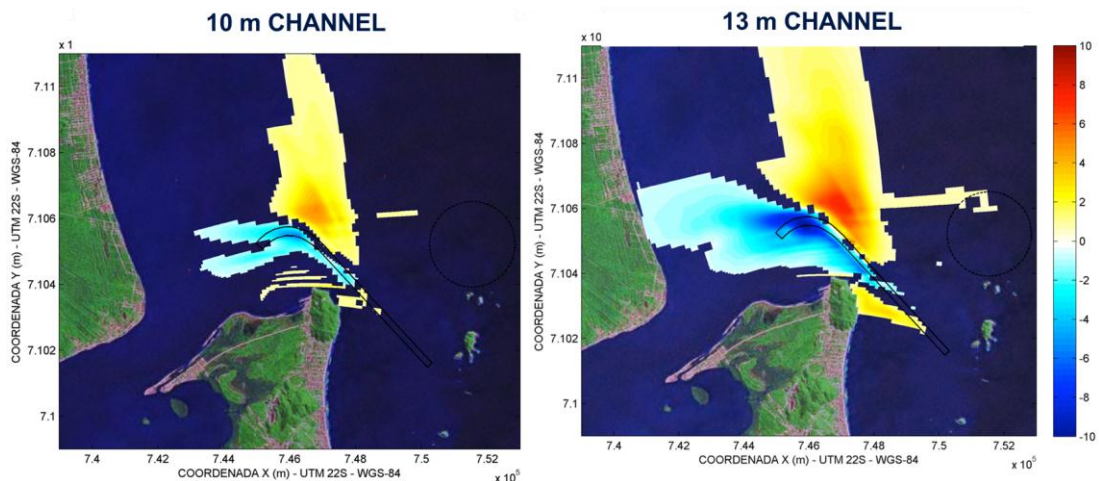 10 m CHANNEL
13 m CHANNEL
x 1
7.11
7.108
7.106
7.104
7.102
7.1
COORDENADA Y (m) - UTM 22S - WGS-84
7.4 7.42 7.44 7.46 7.48 7.5 7.52
COORDENADA X (m) - UTM 22S - WGS-84
x 10⁵
x 10
7.11
7.108
7.106
7.104
7.102
7.1
COORDENADA Y (m) - UTM 22S - WGS-84
7.4 7.42 7.44 7.46 7.48 7.5 7.52
COORDENADA X (m) - UTM 22S - WGS-84
x 10⁵
10
8
6
4
2
0
-2
-4
-6
-8
-10